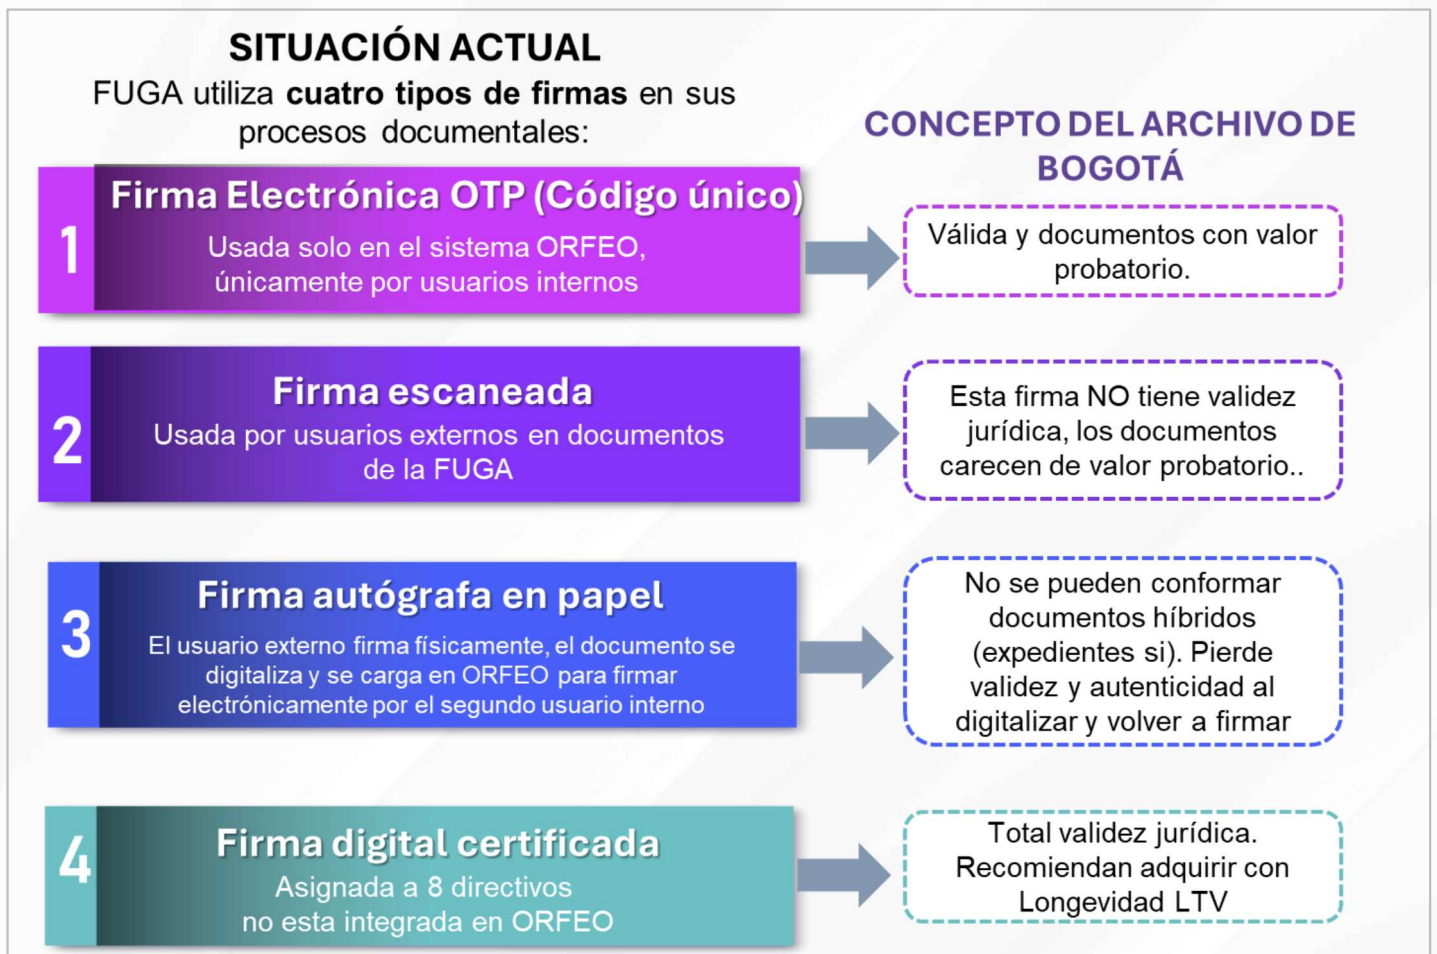 SITUACIÓN ACTUAL
FUGA utiliza cuatro tipos de firmas en sus
procesos documentales:
CONCEPTO DEL ARCHIVO DE
BOGOTÁ
1
Firma Electrónica OTP (Código único)
Usada solo en el sistema ORFEO,
únicamente por usuarios internos
Válida y documentos con valor
probatorio.
2
Firma escaneada
Usada por usuarios externos en documentos
de la FUGA
Esta firma NO tiene validez
jurídica, los documentos
carecen de valor probatorio..
3
Firma autógrafa en papel
El usuario externo firma físicamente, el documento se
digitaliza y se carga en ORFEO para firmar
electrónicamente por el segundo usuario interno
No se pueden conformar
documentos híbridos
(expedientes si). Pierde
validez y autenticidad al
digitalizar y volver a firmar
4
Firma digital certificada
Asignada a 8 directivos
no esta integrada en ORFEO
Total validez jurídica.
Recomiendan adquirir con
Longevidad LTV